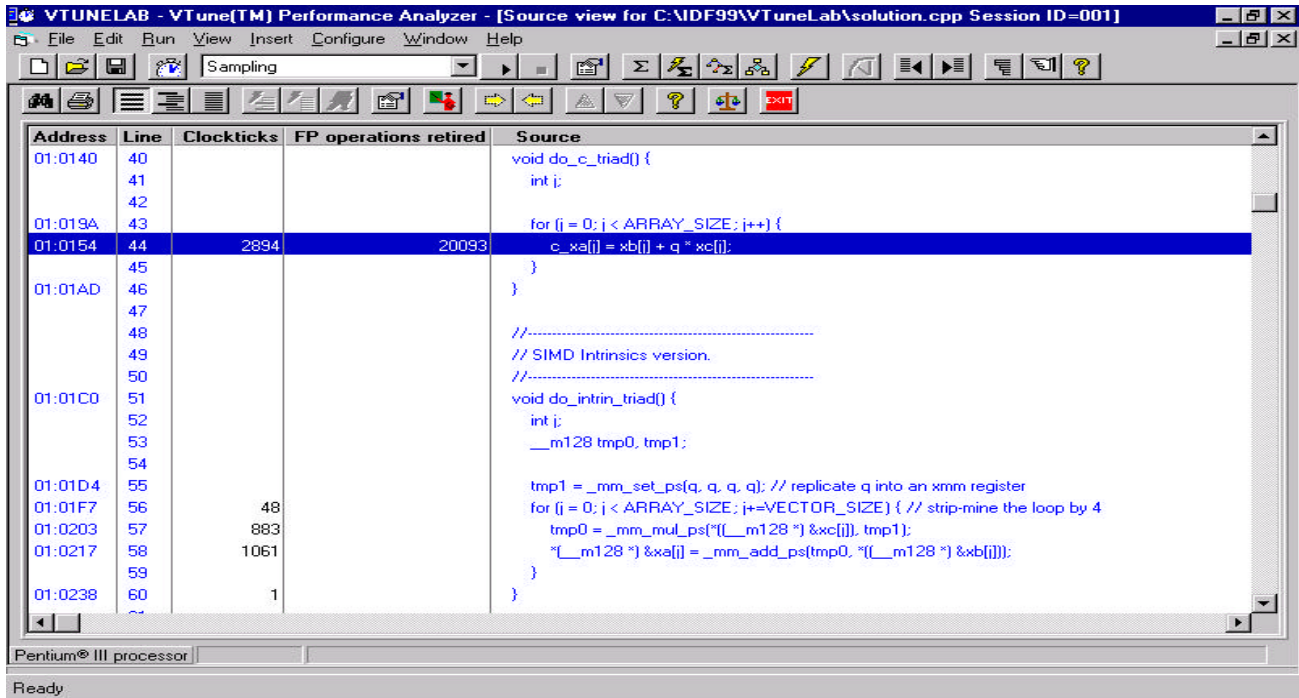 VTUNELAB - VTune(TM) Performance Analyzer - [Source view for C:\IDF99\VTuneLab\solution.cpp Session ID=001]
File Edit Run View Insert Configure Window Help
Sampling
EXIT
Address Line Clockticks FP operations retired Source
01:0140 40 void do_c_triad() {
41 int j;
42
01:019A 43 for (j = 0; j < ARRAY_SIZE; j++) {
01:0154 44 2894 20093 c_xa[j] = xb[j] + q * xc[j];
45 }
01:01AD 46 }
47
48 //------------------------------------------------------------
49 // SIMD Intrinsics version.
50 //------------------------------------------------------------
01:01C0 51 void do_intrin_triad() {
52 int j;
53 __m128 tmp0, tmp1;
54
01:01D4 55 tmp1 = _mm_set_ps(q, q, q, q); // replicate q into an xmm register
01:01F7 56 48 for (j = 0; j < ARRAY_SIZE; j+=VECTOR_SIZE) { // strip-mine the loop by 4
01:0203 57 883 tmp0 = _mm_mul_ps(*((__m128 *) &xc[j]), tmp1);
01:0217 58 1061 *(__m128 *) &xa[j] = _mm_add_ps(tmp0, *((__m128 *) &xb[j]));
59 }
01:0238 60 1 }
Pentium® III processor
Ready